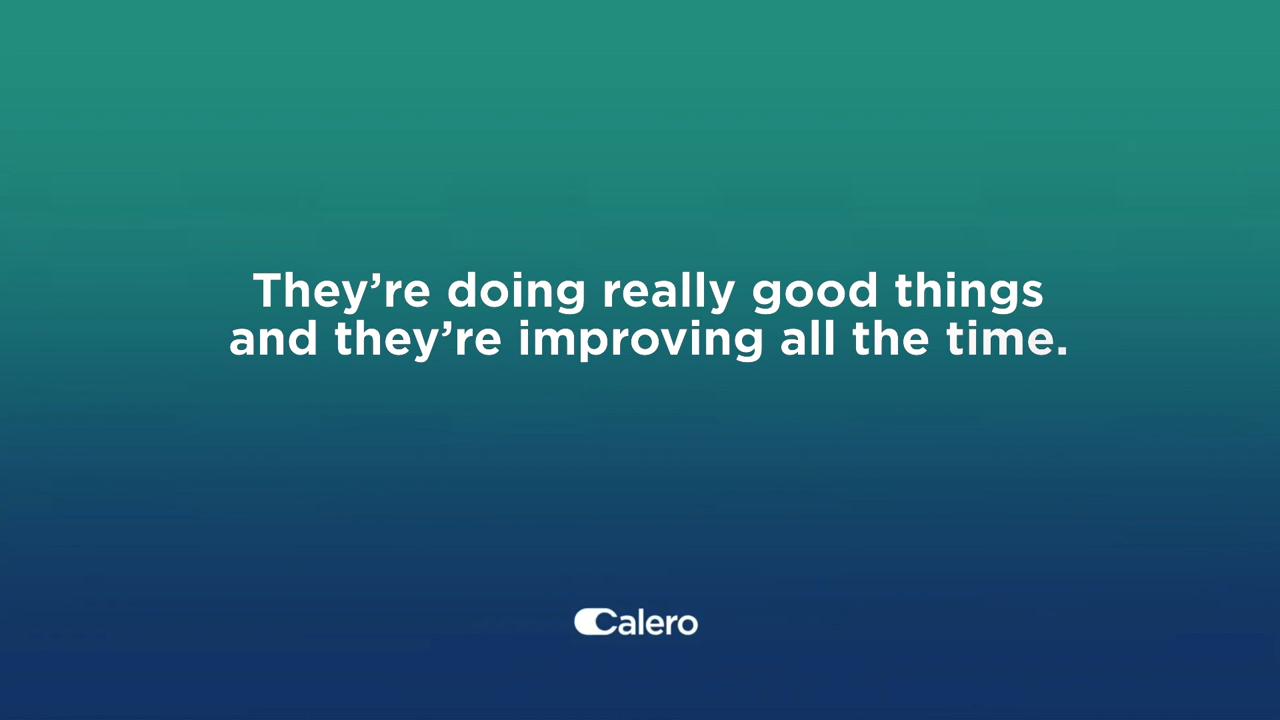 They’re doing really good things
and they’re improving all the time.
Calero